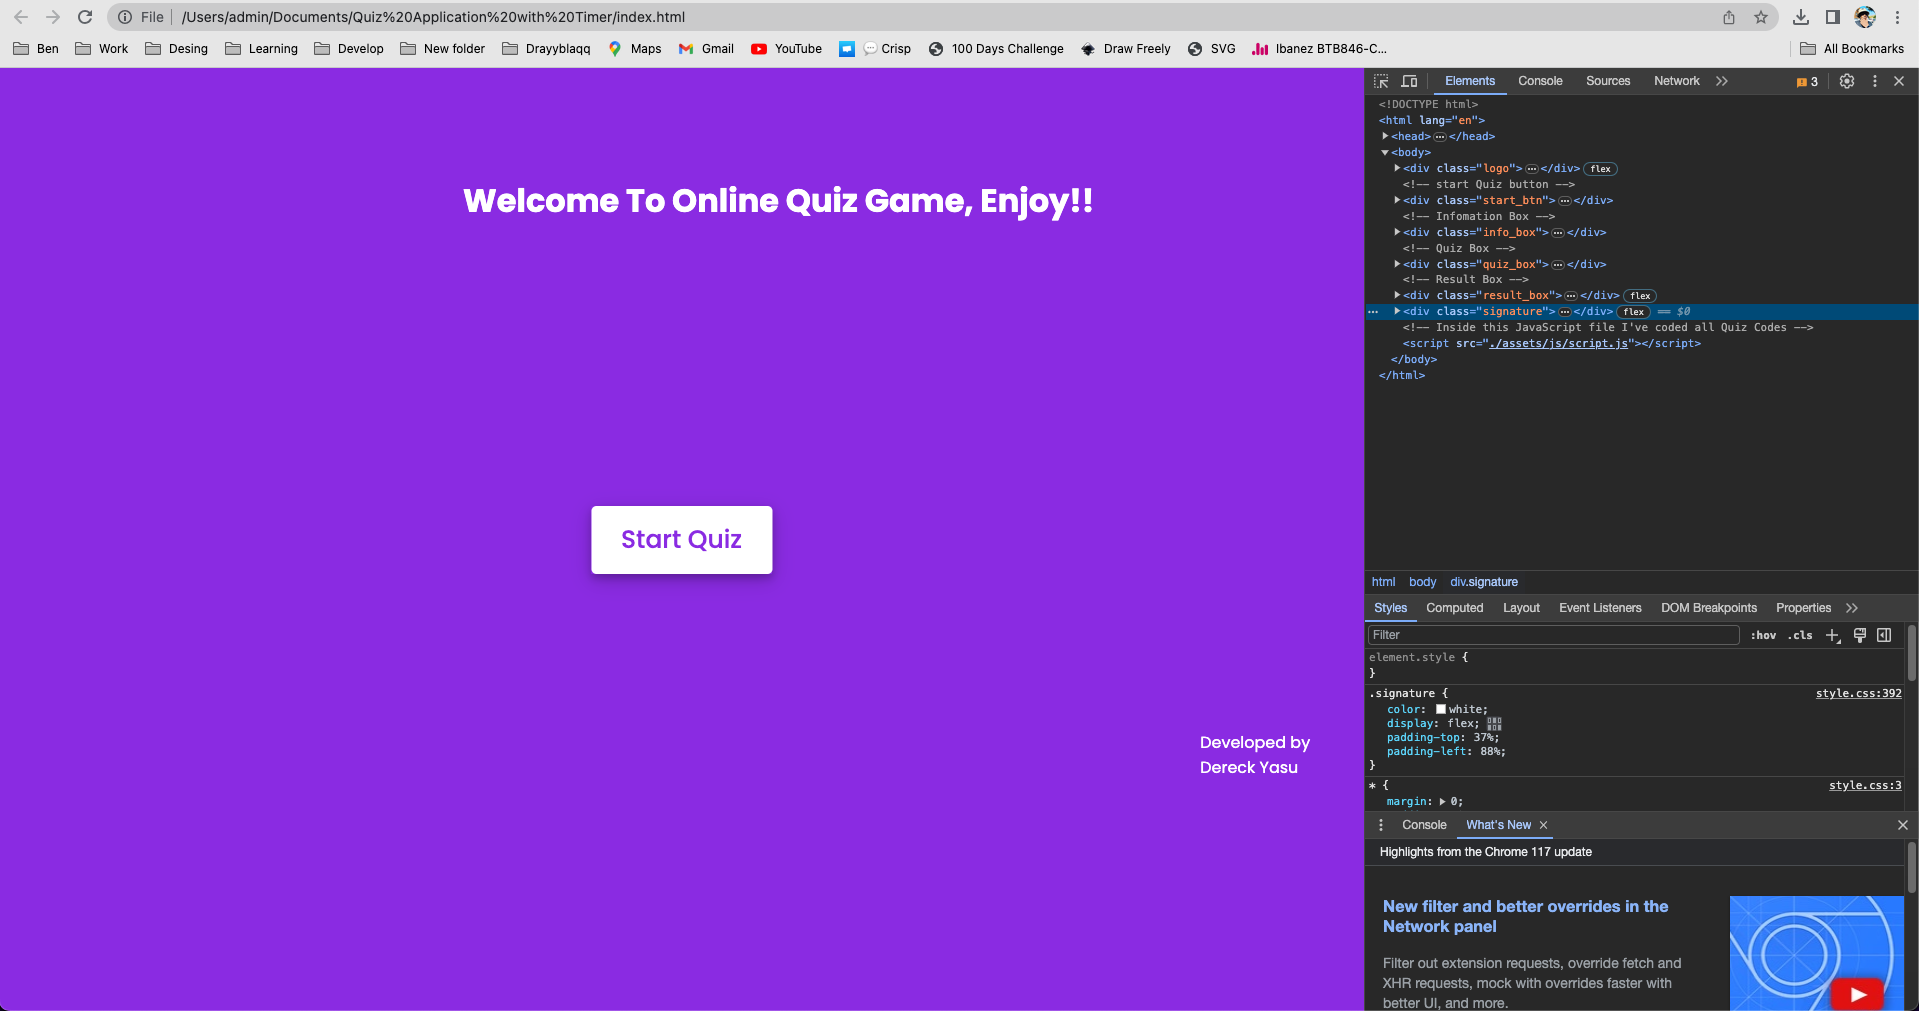 File /Users/admin/Documents/Quiz%20Application%20with%20Timer/index.html
Ben Work Desing Learning Develop New folder Drayyblaqq Maps Gmail YouTube Crisp 100 Days Challenge Draw Freely SVG Ibanez BTB846-C... All Bookmarks
Welcome To Online Quiz Game, Enjoy!!
Start Quiz
Developed by
Dereck Yasu
Elements Console Sources Network 3
<!DOCTYPE html>
<html lang="en">
<head>…</head>
<body>
<div class="logo">…</div> flex
<!-- start Quiz button -->
<div class="start_btn">…</div>
<!-- Infomation Box -->
<div class="info_box">…</div>
<!-- Quiz Box -->
<div class="quiz_box">…</div>
<!-- Result Box -->
<div class="result_box">…</div> flex
<div class="signature">…</div> flex == $0
<!-- Inside this JavaScript file I've coded all Quiz Codes -->
<script src="./assets/js/script.js"></script>
</body>
</html>
html body div.signature
Styles Computed Layout Event Listeners DOM Breakpoints Properties
Filter :hov .cls
element.style {
}
.signature { style.css:392
color: white;
display: flex;
padding-top: 37%;
padding-left: 88%;
}
* { style.css:3
margin: 0;
Console What's New
Highlights from the Chrome 117 update
New filter and better overrides in the
Network panel
Filter out extension requests, override fetch and
XHR requests, mock with overrides faster with
better UI, and more.